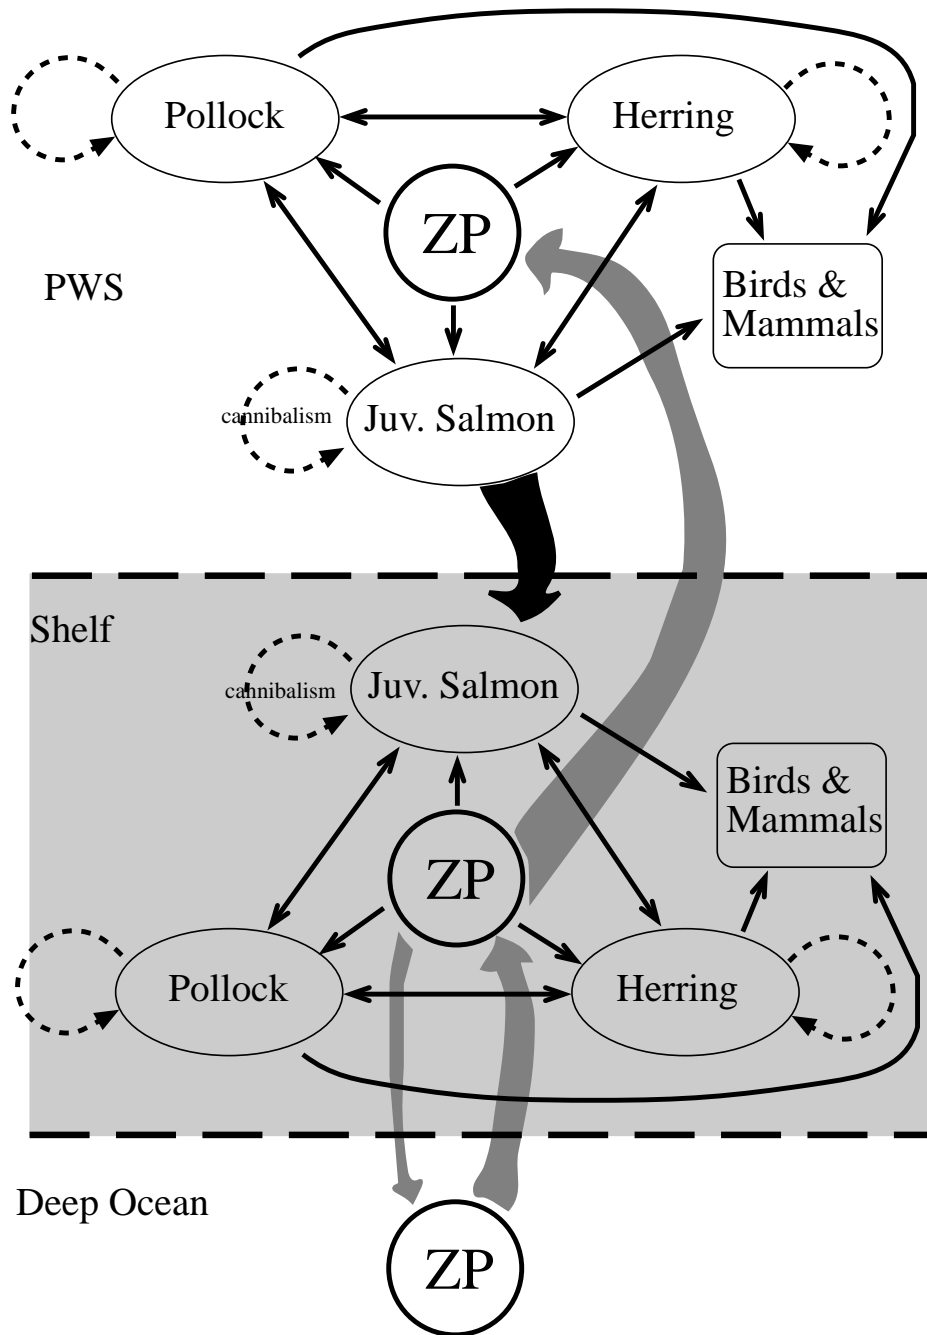 Pollock
Herring
ZP
PWS
Birds &
Mammals
cannibalism
Juv. Salmon
Shelf
cannibalism
Juv. Salmon
Birds &
Mammals
ZP
Pollock
Herring
Deep Ocean
ZP